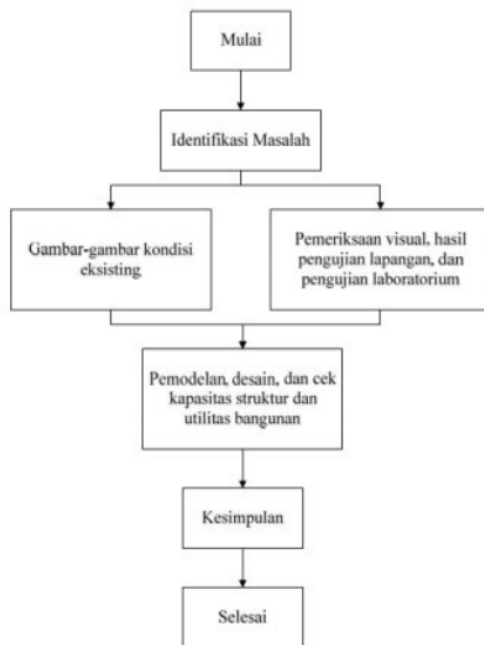 Mulai
Identifikasi Masalah
Gambar-gambar kondisi
eksisting
Pemeriksaan visual, hasil
pengujian lapangan, dan
pengujian laboratorium
Pemodelan, desain, dan cek
kapasitas struktur dan
utilitas bangunan
Kesimpulan
Selesai